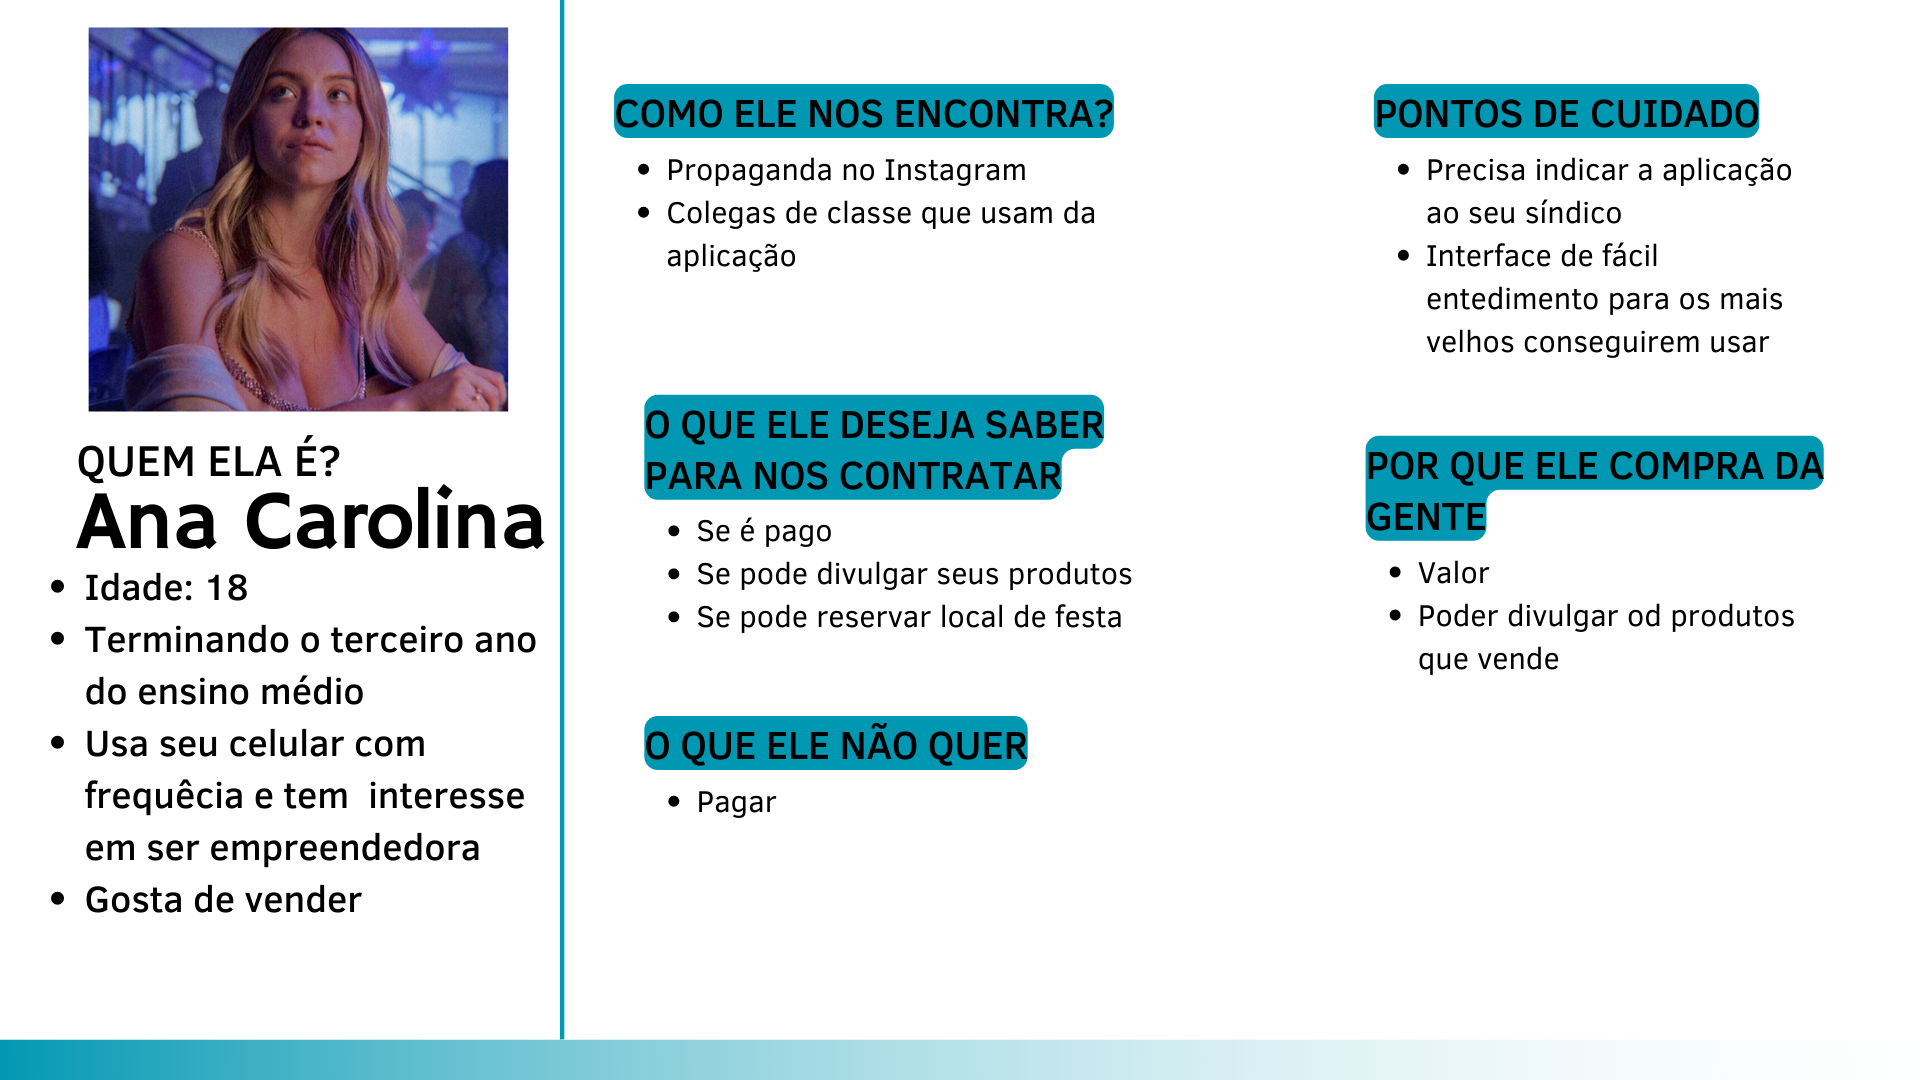 QUEM ELA É?
Ana Carolina
• Idade: 18
• Terminando o terceiro ano
do ensino médio
• Usa seu celular com
frequêcia e tem  interesse
em ser empreendedora
• Gosta de vender
COMO ELE NOS ENCONTRA?
• Propaganda no Instagram
• Colegas de classe que usam da
aplicação
O QUE ELE DESEJA SABER
PARA NOS CONTRATAR
• Se é pago
• Se pode divulgar seus produtos
• Se pode reservar local de festa
O QUE ELE NÃO QUER
• Pagar
PONTOS DE CUIDADO
• Precisa indicar a aplicação
ao seu síndico
• Interface de fácil
entedimento para os mais
velhos conseguirem usar
POR QUE ELE COMPRA DA
GENTE
• Valor
• Poder divulgar od produtos
que vende